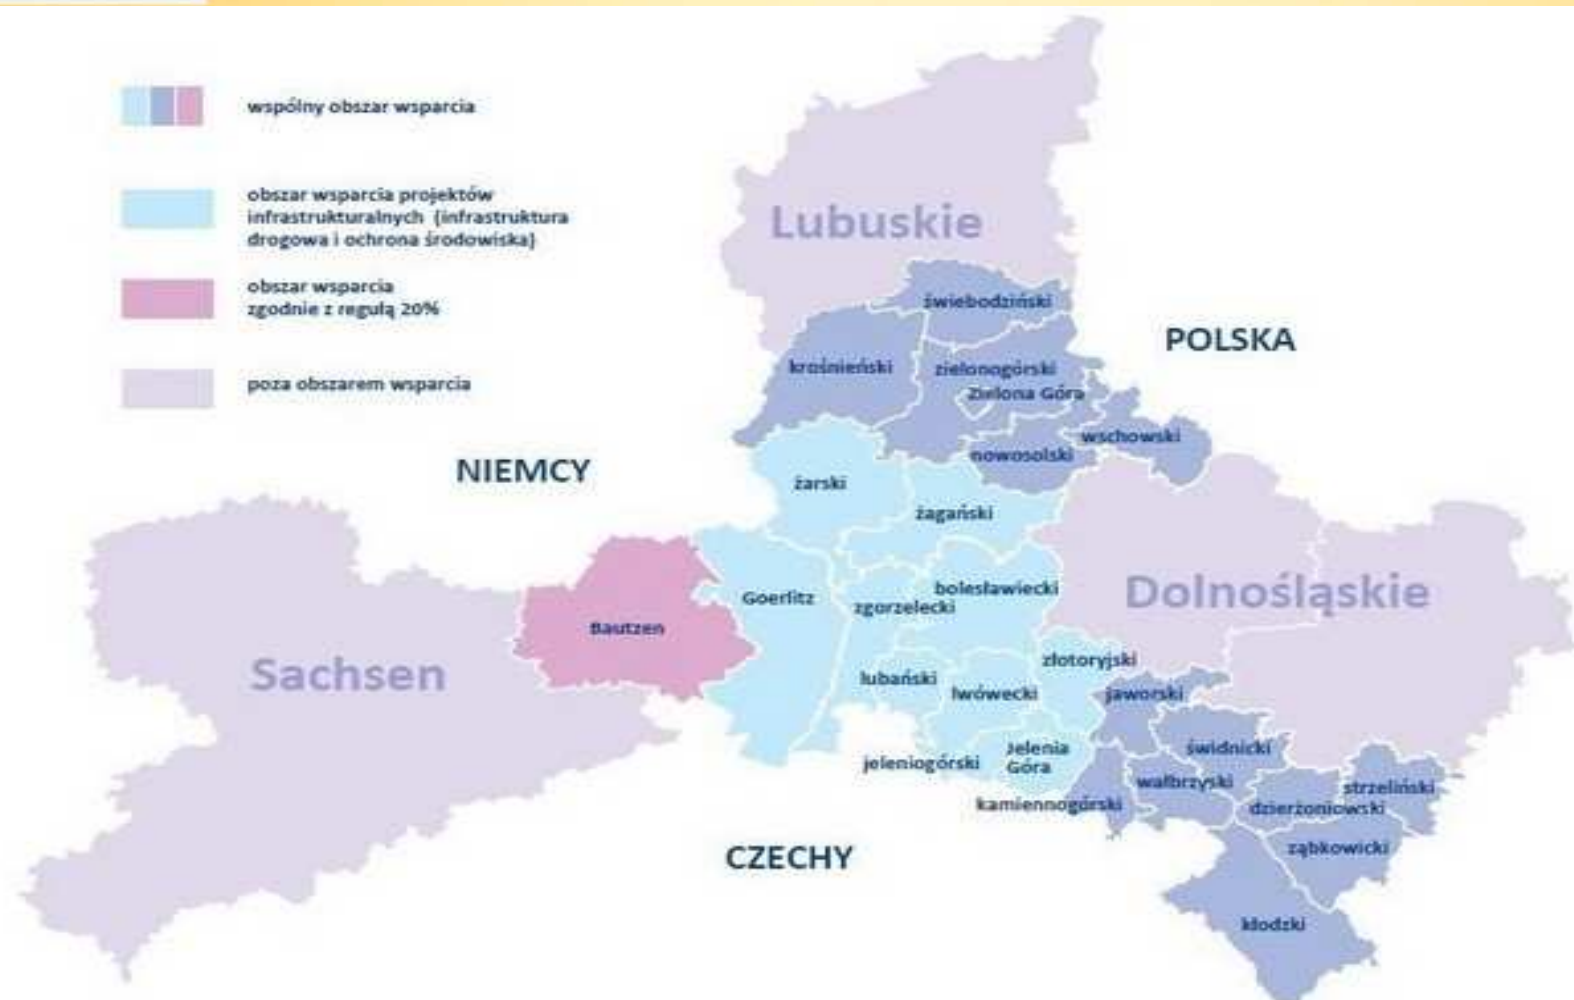 wspólny obszar wsparcia
obszar wsparcia projektów
infrastrukturalnych (infrastruktura
drogowa i ochrona środowiska)
obszar wsparcia
zgodnie z regułą 20%
poza obszarem wsparcia
Lubuskie
świebodziński
POLSKA
krośnieński
zielonogórski
Zielona Góra
wschowski
nowosolski
NIEMCY
żarski
żagański
Dolnośląskie
bolesławiecki
Goerlitz
zgorzelecki
Bautzen
Sachsen
złotoryjski
lubański
lwówecki
jaworski
Jelenia
Góra
świdnicki
jeleniogórski
wałbrzyski
strzeliński
kamiennogórski
dzierżoniowski
ząbkowicki
CZECHY
kłodzki